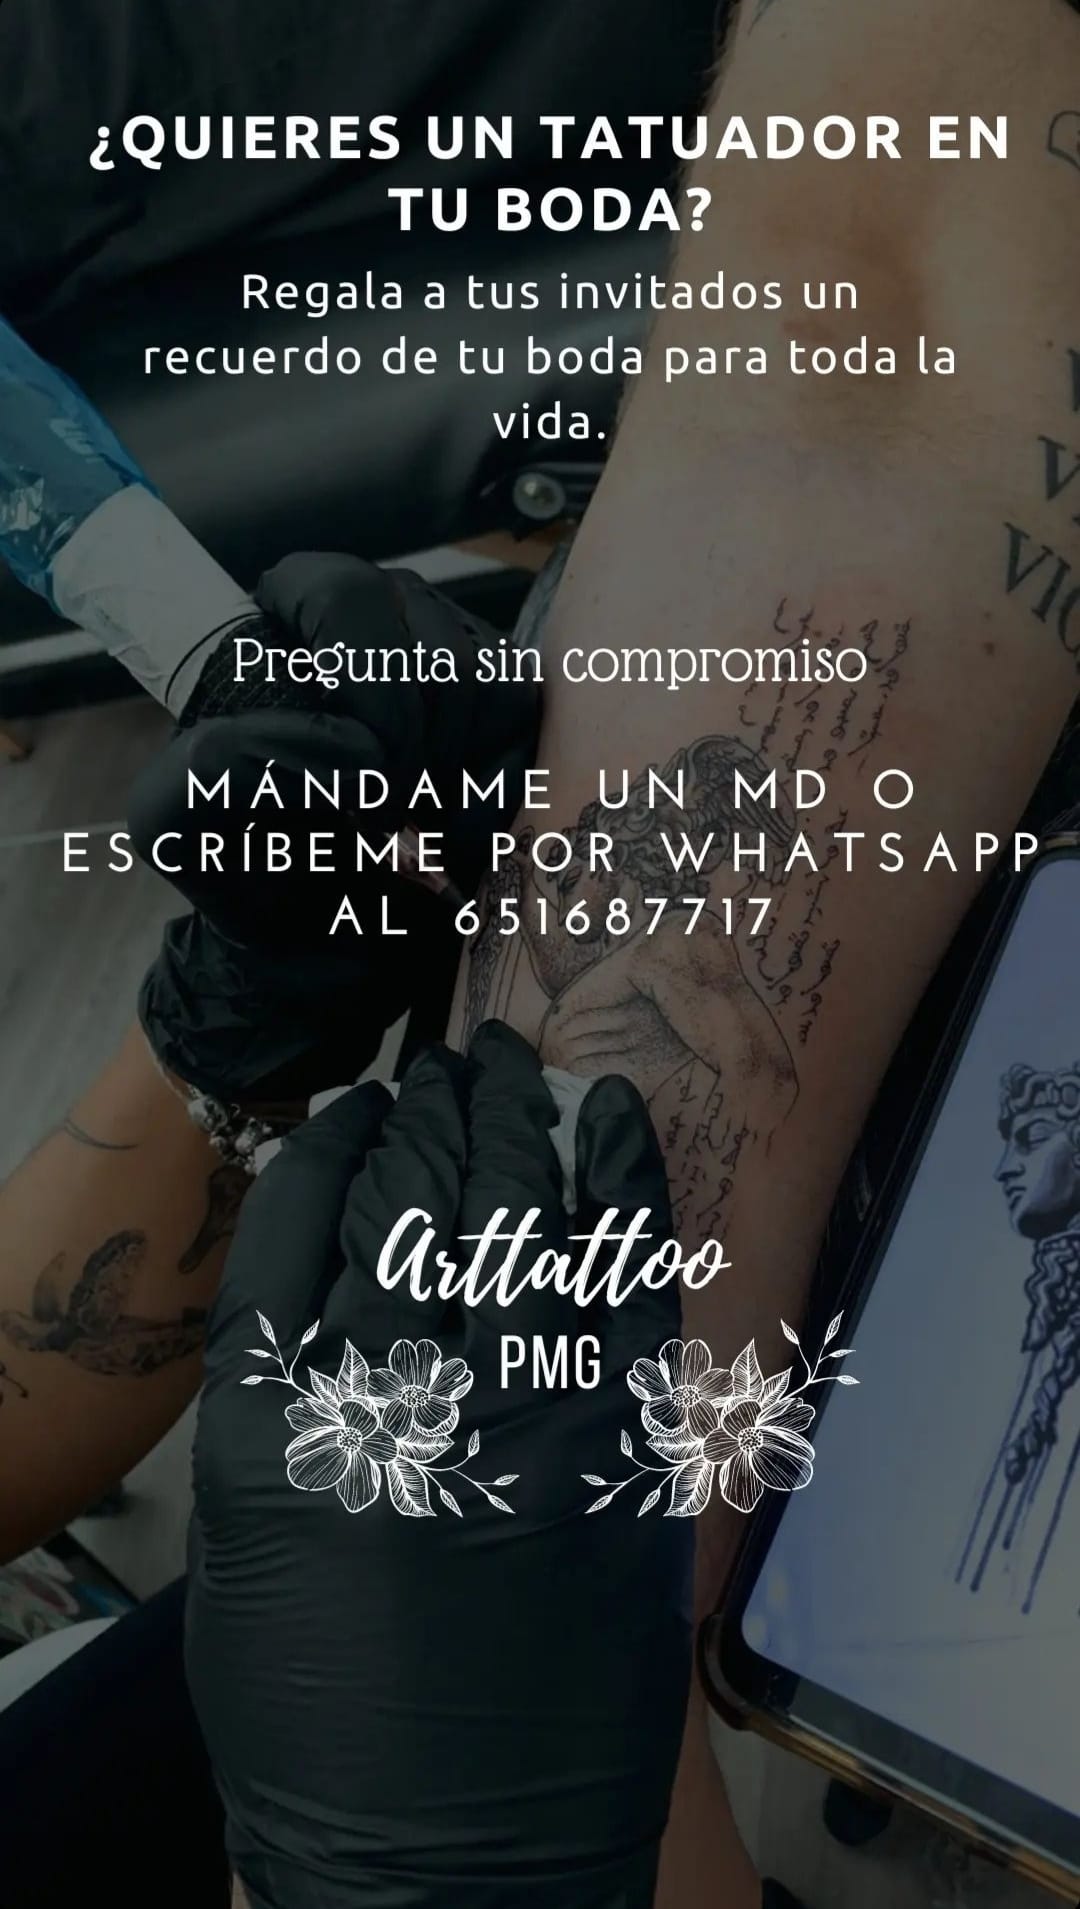 ¿QUIERES UN TATUADOR EN
TU BODA?
Regala a tus invitados un
recuerdo de tu boda para toda la
vida.
Pregunta sin compromiso
MÁNDAME UN MD O
ESCRÍBEME POR WHATSAPP
AL 651687717
Arttattoo
PMG